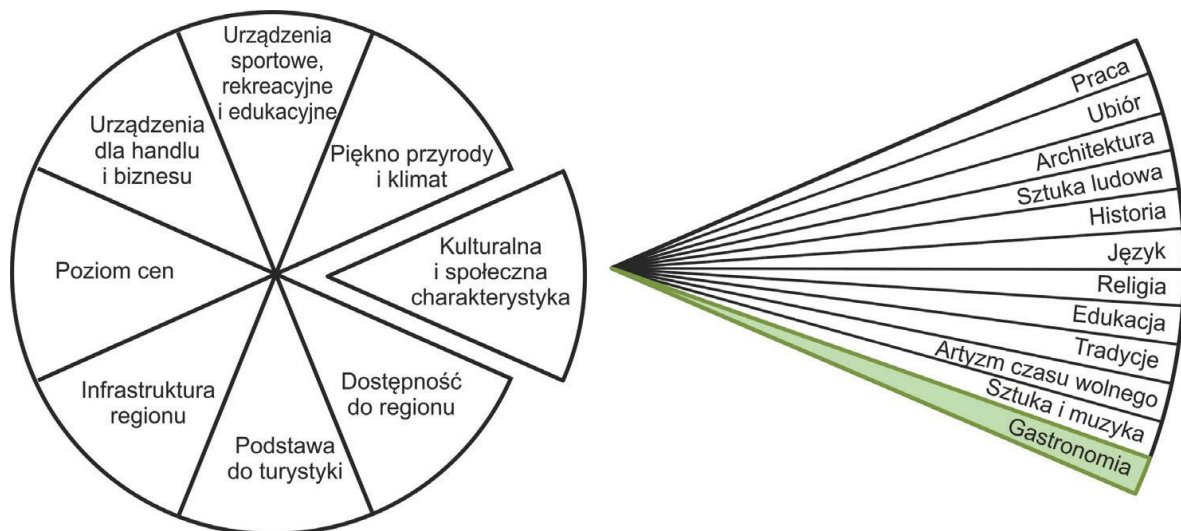 Urządzenia
sportowe,
rekreacyjne
i edukacyjne
Piękno przyrody
i klimat
Kulturalna
i społeczna
charakterystyka
Dostępność
do regionu
Podstawa
do turystyki
Infrastruktura
regionu
Poziom cen
Urządzenia
dla handlu
i biznesu
Praca
Ubiór
Architektura
Sztuka ludowa
Historia
Język
Religia
Edukacja
Tradycje
Artyzm czasu wolnego
Sztuka i muzyka
Gastronomia